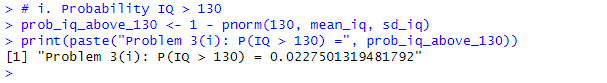 > # i. Probability IQ > 130
> prob_iq_above_130 <- 1 - pnorm(130, mean_iq, sd_iq)
> print(paste("Problem 3(i): P(IQ > 130) =", prob_iq_above_130))
[1] "Problem 3(i): P(IQ > 130) = 0.0227501319481792"
>